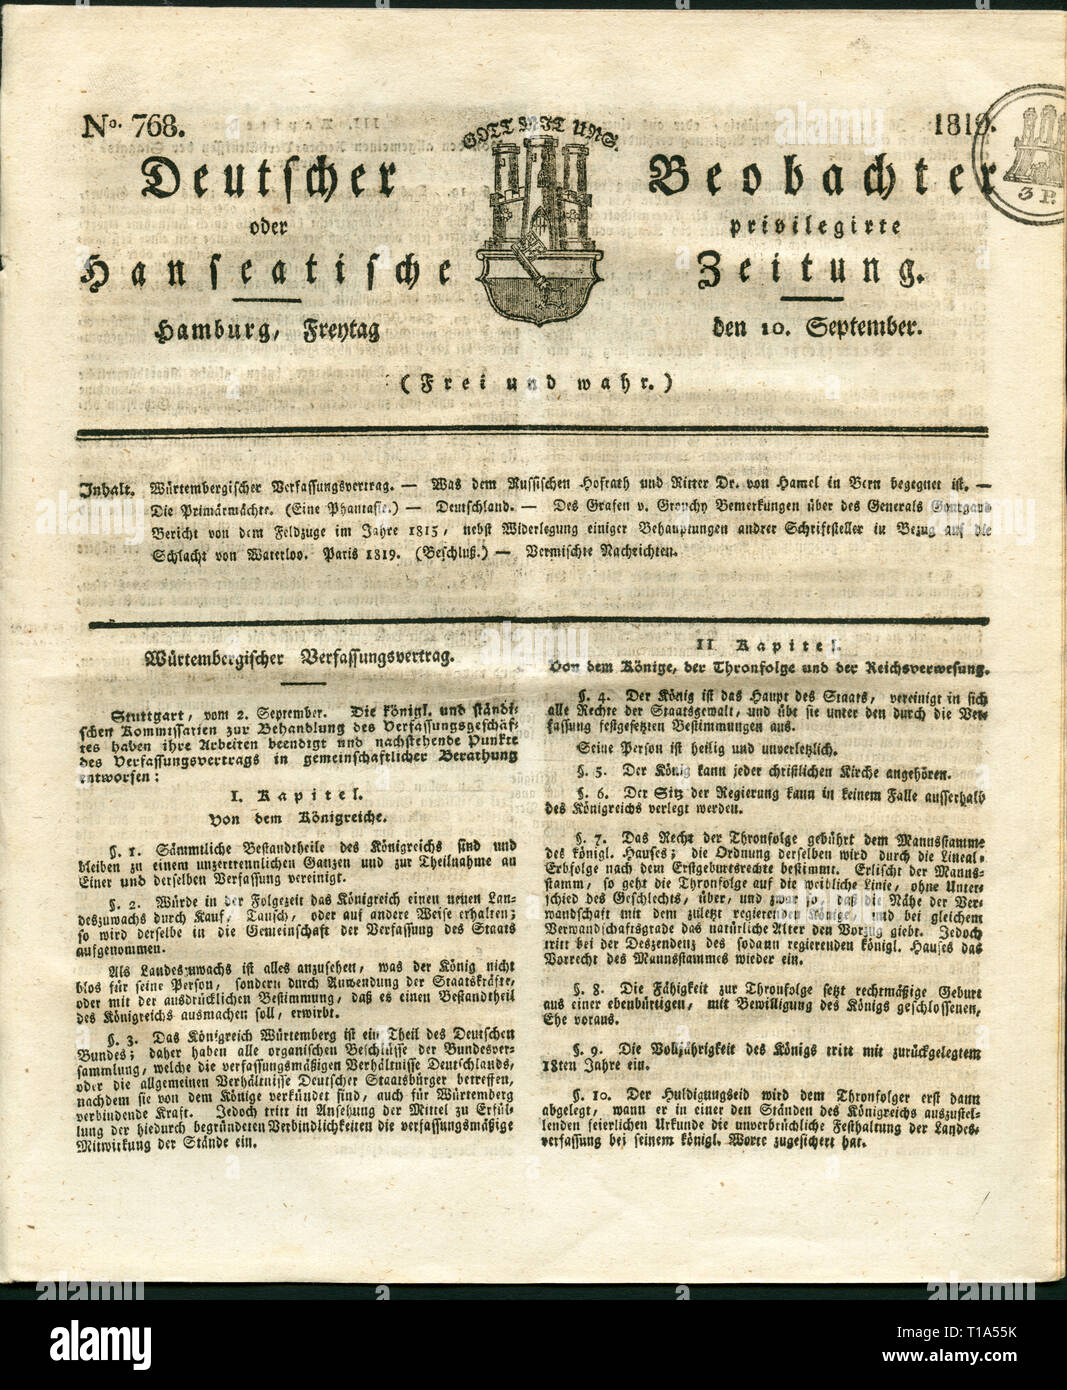 No. 768.
1819.
GOTT MIT UNS.
Deutscher Beobachter
oder privilegirte
Hanseatische Zeitung.
Hamburg, Freytag den 10. September.
(Frei und wahr.)
3 P.
Inhalt. Würtembergischer Verfassungsvertrag. — Was dem Russischen Hofrath und Ritter Dr. von Hamel in Bern begegnet ist. —
Die Primärmächte. (Eine Phantasie.) — Deutschland. — Des Grafen v. Grouchy Bemerkungen über des Generals Gourgaud
Bericht von dem Feldzuge im Jahre 1815, nebst Widerlegung einiger Behauptungen andrer Schriftsteller in Bezug auf die
Schlacht von Waterloo. Paris 1819. (Beschluß.) — Vermischte Nachrichten.
Würtembergischer Verfassungsvertrag.
Stuttgart, vom 2. September. Die königl. und ständi-
schen Kommissarien zur Behandlung des Verfassungsgeschäf-
tes haben ihre Arbeiten beendigt und nachstehende Punkte
des Verfassungsvertrags in gemeinschaftlicher Berathung
entworfen:
I. Kapitel.
Von dem Königreiche.
§. 1. Sämmtliche Bestandtheile des Königreichs sind und
bleiben zu einem unzertrennlichen Ganzen und zur Theilnahme an
Einer und derselben Verfassung vereinigt.
§. 2. Würde in der Folgezeit das Königreich einen neuen Lan-
deszuwachs durch Kauf, Tausch, oder auf andere Weise erhalten;
so wird derselbe in die Gemeinschaft der Verfassung des Staats
aufgenommen.
Als Landeszuwachs ist alles anzusehen, was der König nicht
blos für seine Person, sondern durch Anwendung der Staatskräfte,
oder mit der ausdrücklichen Bestimmung, daß es einen Bestandtheil
des Königreichs ausmachen soll, erwirbt.
§. 3. Das Königreich Würtemberg ist ein Theil des Deutschen
Bundes; daher haben alle organischen Beschlüsse der Bundesver-
sammlung, welche die verfassungsmäßigen Verhältnisse Deutschlands,
oder die allgemeinen Verhältnisse Deutscher Staatsbürger betreffen,
nachdem sie von dem Könige verkündet sind, auch für Würtemberg
verbindende Kraft. Jedoch tritt in Ansehung der Mittel zu Erfül-
lung der hiedurch begründeten Verbindlichkeiten die verfassungsmäßige
Mitwirkung der Stände ein.
II Kapitel.
Von dem Könige, der Thronfolge und der Reichsverwesung.
§. 4. Der König ist das Haupt des Staats, vereinigt in sich
alle Rechte der Staatsgewalt, und übt sie unter den durch die Ver-
fassung festgesetzten Bestimmungen aus.
Seine Person ist heilig und unverletzlich.
§. 5. Der König kann jeder christlichen Kirche angehören.
§. 6. Der Sitz der Regierung kann in keinem Falle ausserhalb
des Königreichs verlegt werden.
§. 7. Das Recht der Thronfolge gebührt dem Mannsstamme
des königl. Hauses; die Ordnung derselben wird durch die Lineal-
Erbfolge nach dem Erstgeburtsrechte bestimmt. Erlischt der Manns-
stamm, so geht die Thronfolge auf die weibliche Linie, ohne Unter-
schied des Geschlechts, über, und zwar so, daß die Nähe der Ver-
wandschaft mit dem zuletzt regierenden Könige, und bei gleichem
Verwandschaftsgrade das natürliche Alter den Vorzug giebt. Jedoch
tritt bei der Descendenz des sodann regierenden königl. Hauses das
Vorrecht des Mannsstammes wieder ein.
§. 8. Die Fähigkeit zur Thronfolge setzt rechtmäßige Geburt
aus einer ebenbürtigen, mit Bewilligung des Königs geschlossenen,
Ehe voraus.
§. 9. Die Volljährigkeit des Königs tritt mit zurückgelegtem
18ten Jahre ein.
§. 10. Der Huldigungseid wird dem Thronfolger erst dann
abgelegt, wann er in einer den Ständen des Königreichs auszustel-
lenden feierlichen Urkunde die unverbrüchliche Festhaltung der Landes-
verfassung bei seinem königl. Worte zugesichert hat.
alamy
Image ID: T1A55K
www.alamy.com